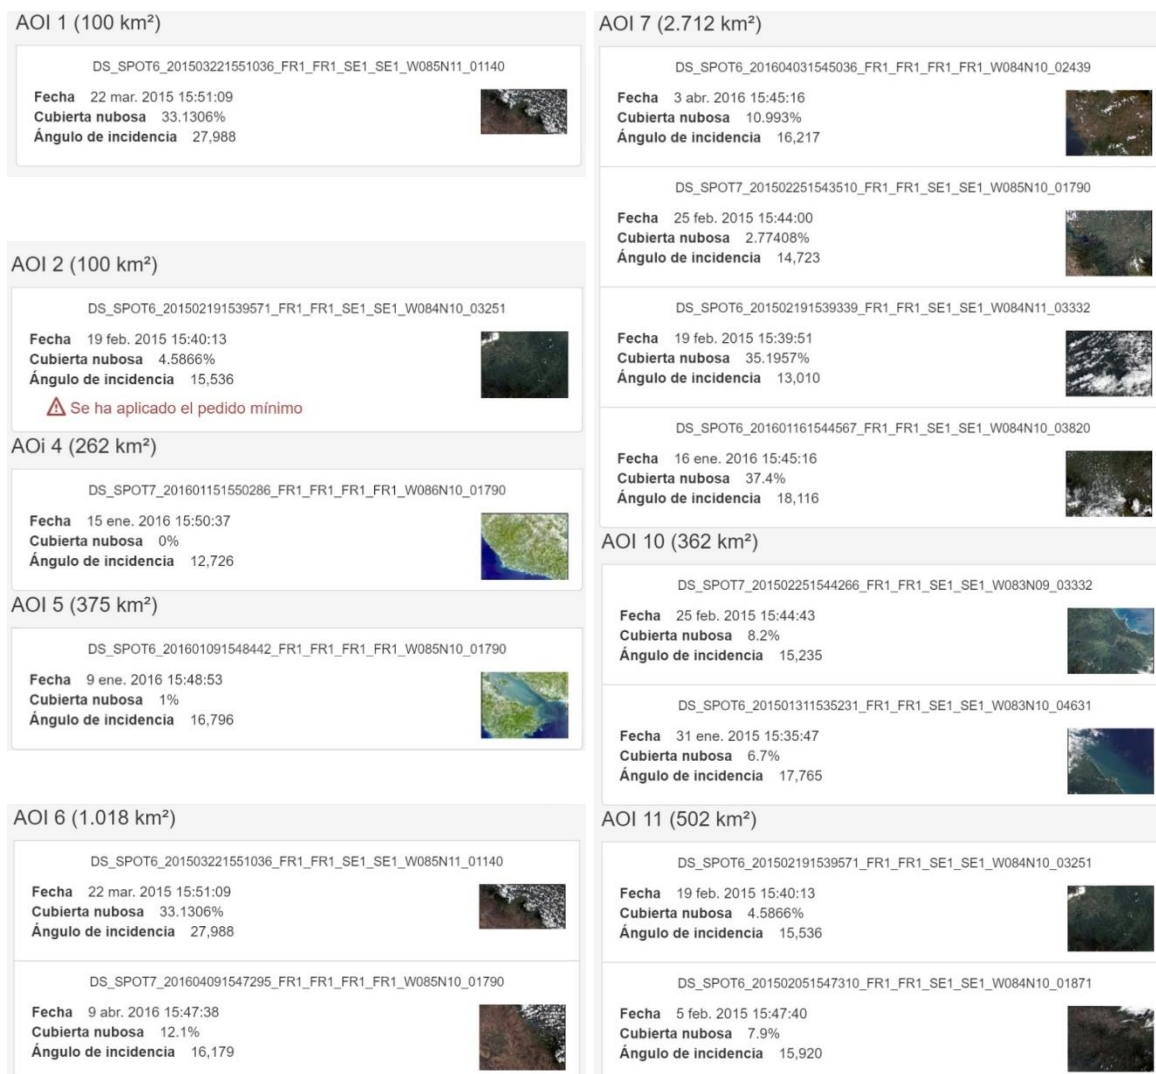 AOI 1 (100 km²)
DS_SPOT6_201503221551036_FR1_FR1_SE1_SE1_W085N11_01140
Fecha 22 mar. 2015 15:51:09
Cubierta nubosa 33.1306%
Ángulo de incidencia 27,988
AOI 2 (100 km²)
DS_SPOT6_201502191539571_FR1_FR1_SE1_SE1_W084N10_03251
Fecha 19 feb. 2015 15:40:13
Cubierta nubosa 4.5866%
Ángulo de incidencia 15,536
Se ha aplicado el pedido mínimo
AOi 4 (262 km²)
DS_SPOT7_201601151550286_FR1_FR1_FR1_FR1_W086N10_01790
Fecha 15 ene. 2016 15:50:37
Cubierta nubosa 0%
Ángulo de incidencia 12,726
AOI 5 (375 km²)
DS_SPOT6_201601091548442_FR1_FR1_FR1_FR1_W085N10_01790
Fecha 9 ene. 2016 15:48:53
Cubierta nubosa 1%
Ángulo de incidencia 16,796
AOI 6 (1.018 km²)
DS_SPOT6_201503221551036_FR1_FR1_SE1_SE1_W085N11_01140
Fecha 22 mar. 2015 15:51:09
Cubierta nubosa 33.1306%
Ángulo de incidencia 27,988
DS_SPOT7_201604091547295_FR1_FR1_FR1_FR1_W085N10_01790
Fecha 9 abr. 2016 15:47:38
Cubierta nubosa 12.1%
Ángulo de incidencia 16,179
AOI 7 (2.712 km²)
DS_SPOT6_201604031545036_FR1_FR1_FR1_FR1_W084N10_02439
Fecha 3 abr. 2016 15:45:16
Cubierta nubosa 10.993%
Ángulo de incidencia 16,217
DS_SPOT7_201502251543510_FR1_FR1_SE1_SE1_W085N10_01790
Fecha 25 feb. 2015 15:44:00
Cubierta nubosa 2.77408%
Ángulo de incidencia 14,723
DS_SPOT6_201502191539339_FR1_FR1_SE1_SE1_W084N11_03332
Fecha 19 feb. 2015 15:39:51
Cubierta nubosa 35.1957%
Ángulo de incidencia 13,010
DS_SPOT6_201601161544567_FR1_FR1_SE1_SE1_W084N10_03820
Fecha 16 ene. 2016 15:45:16
Cubierta nubosa 37.4%
Ángulo de incidencia 18,116
AOI 10 (362 km²)
DS_SPOT7_201502251544266_FR1_FR1_SE1_SE1_W083N09_03332
Fecha 25 feb. 2015 15:44:43
Cubierta nubosa 8.2%
Ángulo de incidencia 15,235
DS_SPOT6_201501311535231_FR1_FR1_SE1_SE1_W083N10_04631
Fecha 31 ene. 2015 15:35:47
Cubierta nubosa 6.7%
Ángulo de incidencia 17,765
AOI 11 (502 km²)
DS_SPOT6_201502191539571_FR1_FR1_SE1_SE1_W084N10_03251
Fecha 19 feb. 2015 15:40:13
Cubierta nubosa 4.5866%
Ángulo de incidencia 15,536
DS_SPOT6_201502051547310_FR1_FR1_SE1_SE1_W084N10_01871
Fecha 5 feb. 2015 15:47:40
Cubierta nubosa 7.9%
Ángulo de incidencia 15,920